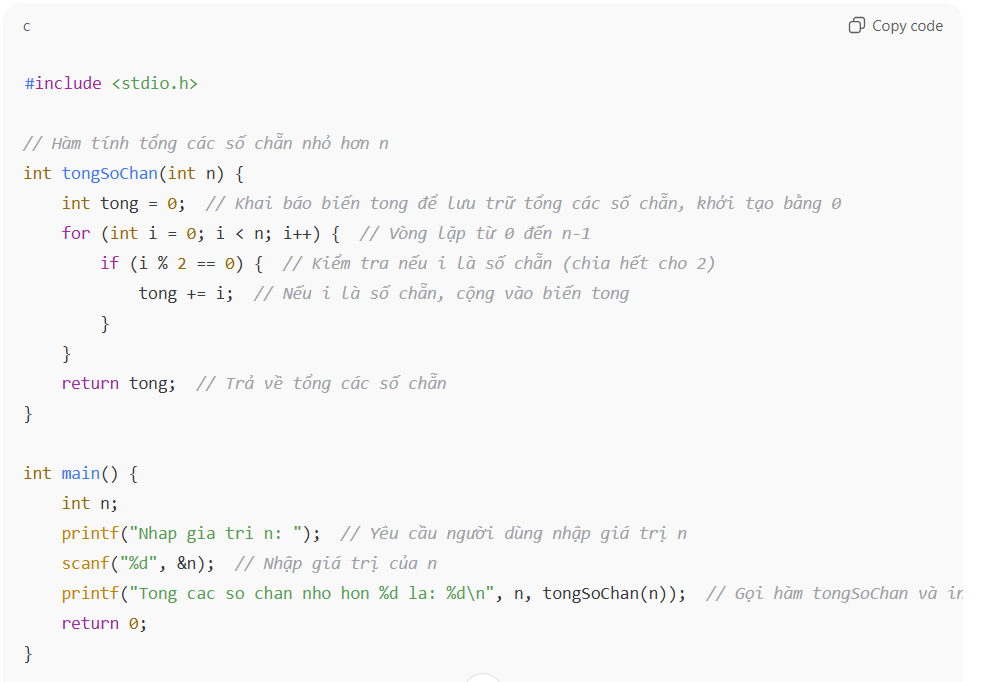 c
Copy code
#include <stdio.h>
// Hàm tính tổng các số chẵn nhỏ hơn n
int tongSoChan(int n) {
    int tong = 0;  // Khai báo biến tong để lưu trữ tổng các số chẵn, khởi tạo bằng 0
    for (int i = 0; i < n; i++) {  // Vòng lặp từ 0 đến n-1
        if (i % 2 == 0) {  // Kiểm tra nếu i là số chẵn (chia hết cho 2)
            tong += i;  // Nếu i là số chẵn, cộng vào biến tong
        }
    }
    return tong;  // Trả về tổng các số chẵn
}
int main() {
    int n;
    printf("Nhap gia tri n: ");  // Yêu cầu người dùng nhập giá trị n
    scanf("%d", &n);  // Nhập giá trị của n
    printf("Tong cac so chan nho hon %d la: %d\n", n, tongSoChan(n));  // Gọi hàm tongSoChan và
    return 0;
}